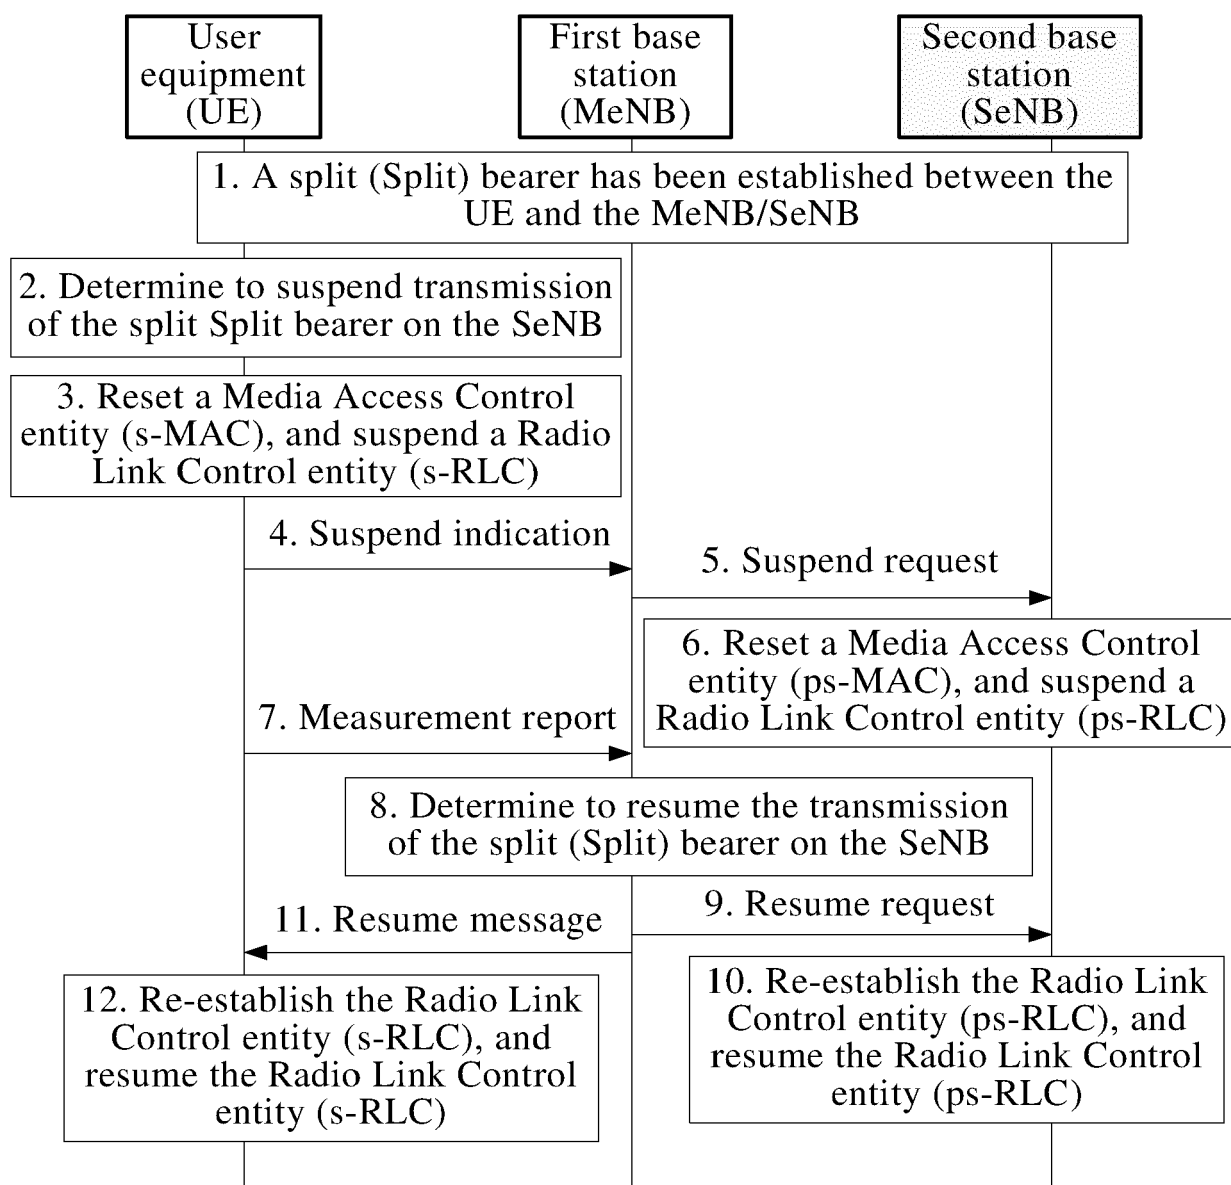 User
equipment
(UE)
First base
station
(MeNB)
Second base
station
(SeNB)
1. A split (Split) bearer has been established between the
UE and the MeNB/SeNB
2. Determine to suspend transmission
of the split Split bearer on the SeNB
3. Reset a Media Access Control
entity (s-MAC), and suspend a Radio
Link Control entity (s-RLC)
4. Suspend indication
5. Suspend request
6. Reset a Media Access Control
entity (ps-MAC), and suspend a
Radio Link Control entity (ps-RLC)
7. Measurement report
8. Determine to resume the transmission
of the split (Split) bearer on the SeNB
9. Resume request
11. Resume message
10. Re-establish the Radio Link
Control entity (ps-RLC), and
resume the Radio Link Control
entity (ps-RLC)
12. Re-establish the Radio Link
Control entity (s-RLC), and
resume the Radio Link Control
entity (s-RLC)